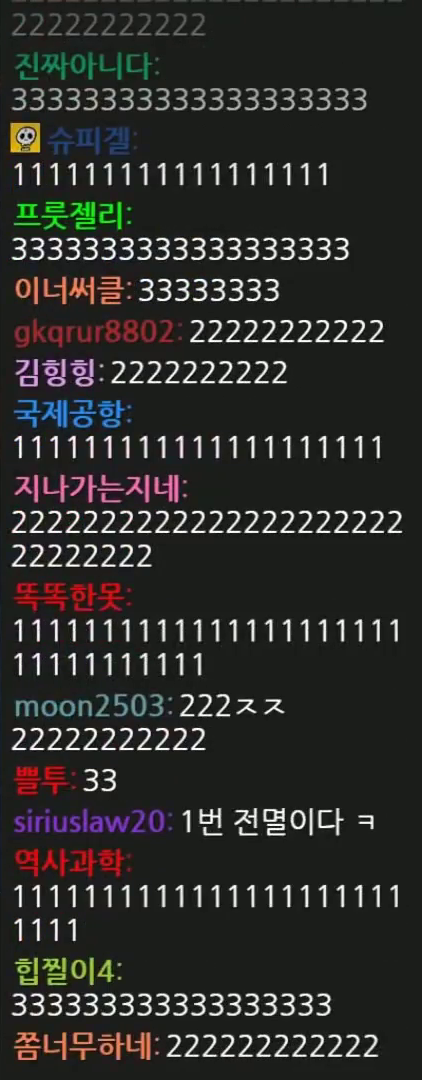 22222222222
진짜아니다:
33333333333333333333
슈피겔:
111111111111111111
프룻젤리:
3333333333333333333
이너써클: 33333333
gkqrur8802: 22222222222
김힝힝: 2222222222
국제공항:
111111111111111111111
지나가는지네:
2222222222222222222222
22222222
똑똑한못:
1111111111111111111111
11111111111
moon2503: 222ㅈㅈ
22222222222
쁠투: 33
siriuslaw20: 1번 전멸이다 ㅋ
역사과학:
1111111111111111111111
1111
힙찔이4:
333333333333333333
쫌너무하네: 222222222222